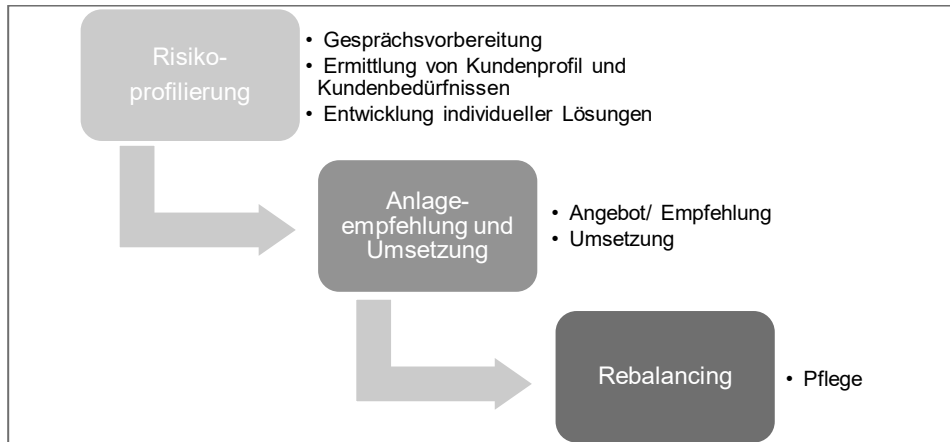 Risiko-
profilierung
• Gesprächsvorbereitung
• Ermittlung von Kundenprofil und
Kundenbedürfnissen
• Entwicklung individueller Lösungen
Anlage-
empfehlung und
Umsetzung
• Angebot/ Empfehlung
• Umsetzung
Rebalancing
• Pflege